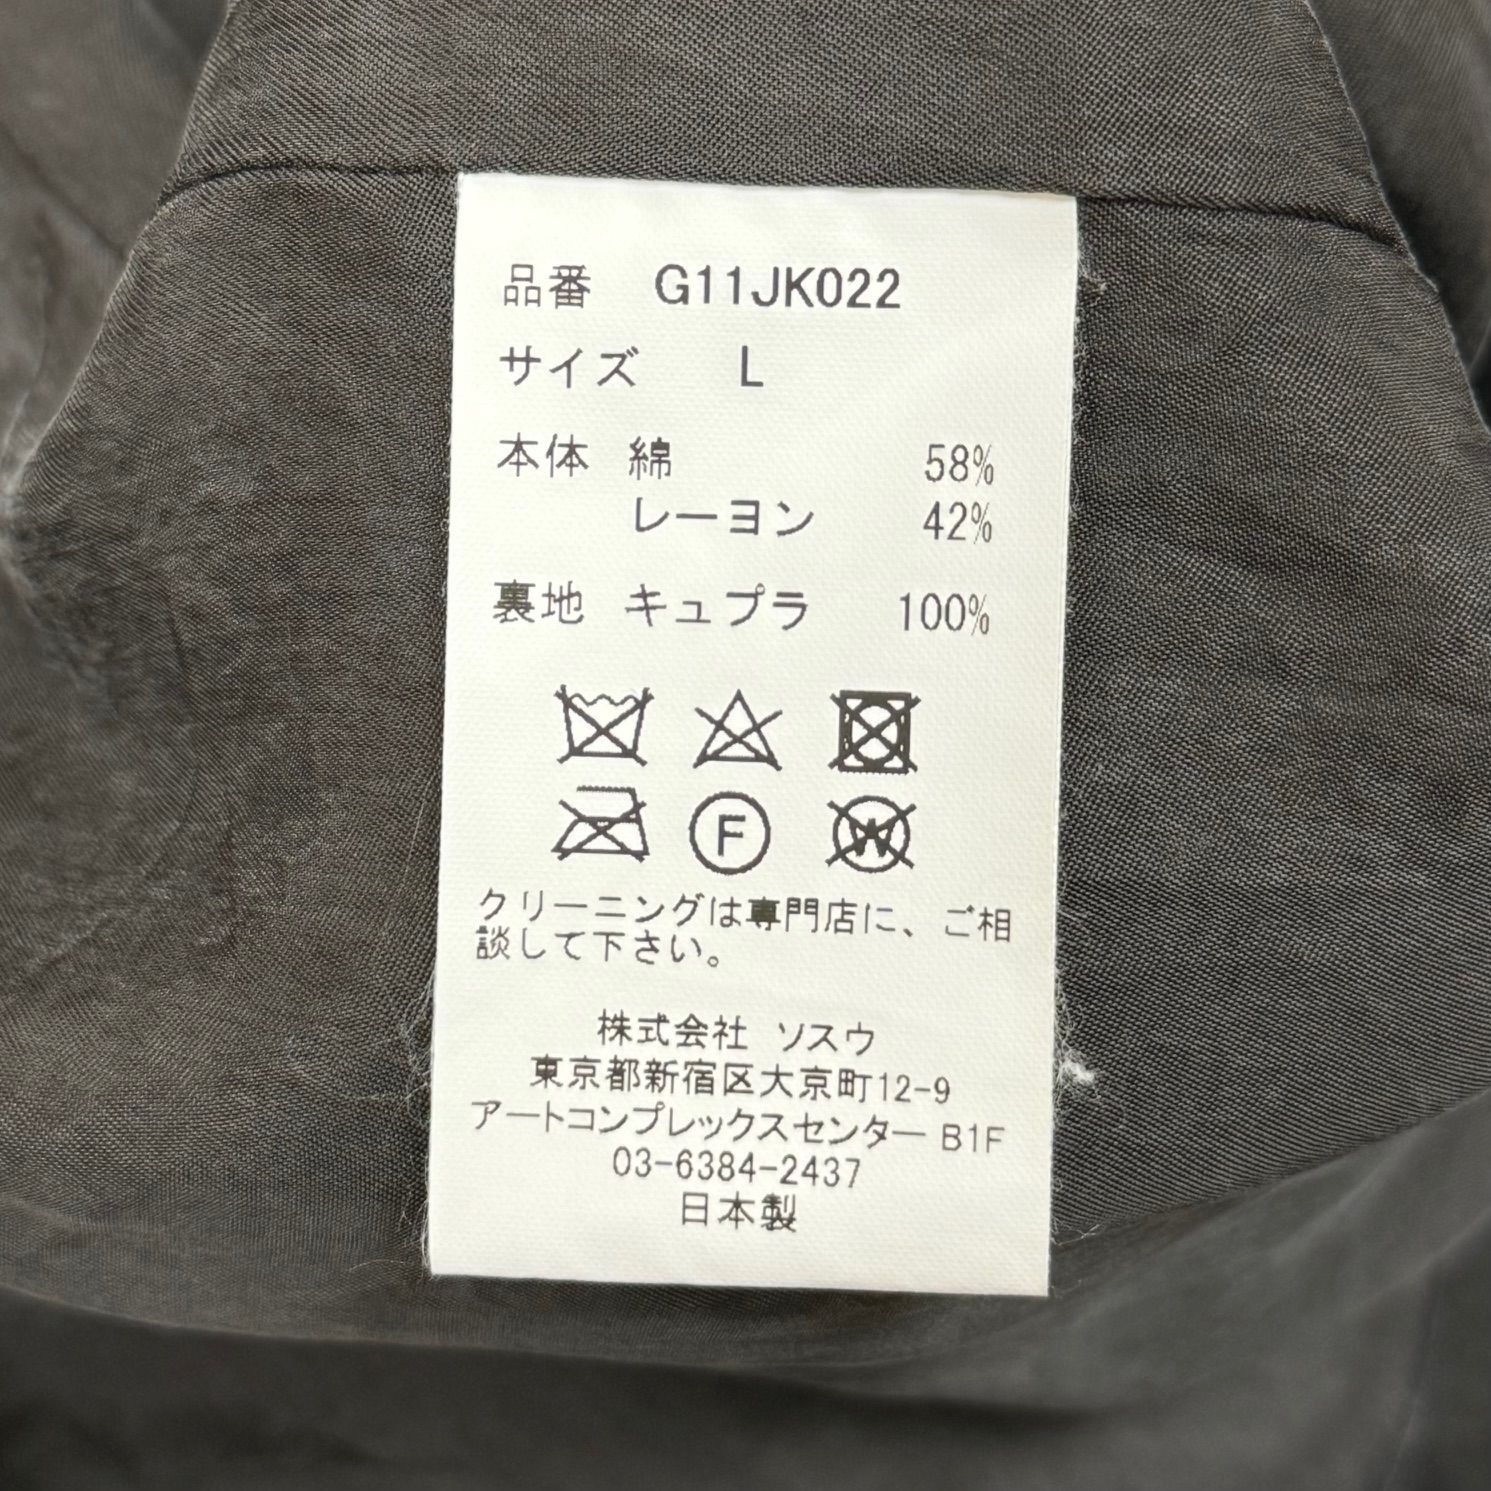 品番 G11JK022
サイズ L
本体 綿 58%
レーヨン 42%
裏地 キュプラ 100%
F W
クリーニングは専門店に、ご相
談して下さい。
株式会社 ソスウ
東京都新宿区大京町12-9
アートコンプレックスセンター B1F
03-6384-2437
日本製